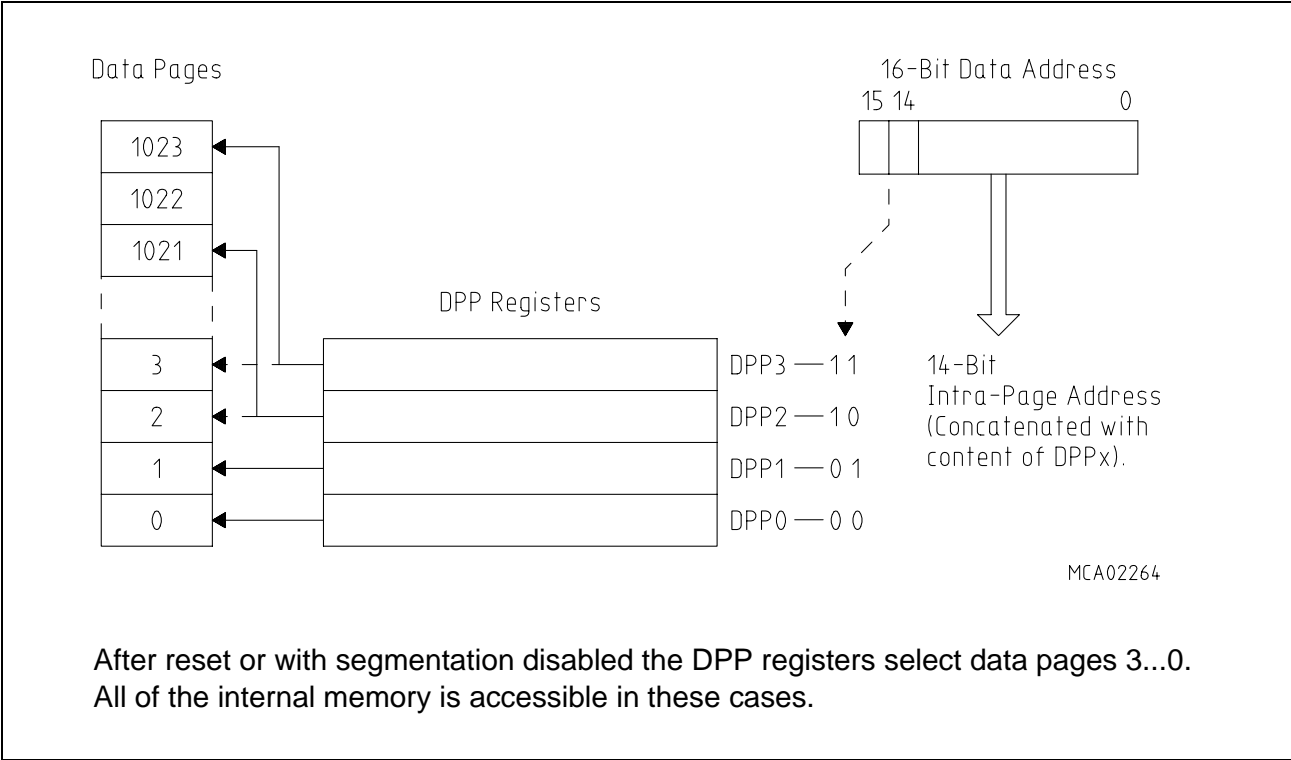 Data Pages
16-Bit Data Address
15 14 0
1023
1022
1021
DPP Registers
3
DPP3 — 1 1
14-Bit
2
Intra-Page Address
DPP2 — 1 0
(Concatenated with
1
DPP1 — 0 1
content of DPPx).
0
DPP0 — 0 0
MCA02264
After reset or with segmentation disabled the DPP registers select data pages 3...0.
All of the internal memory is accessible in these cases.